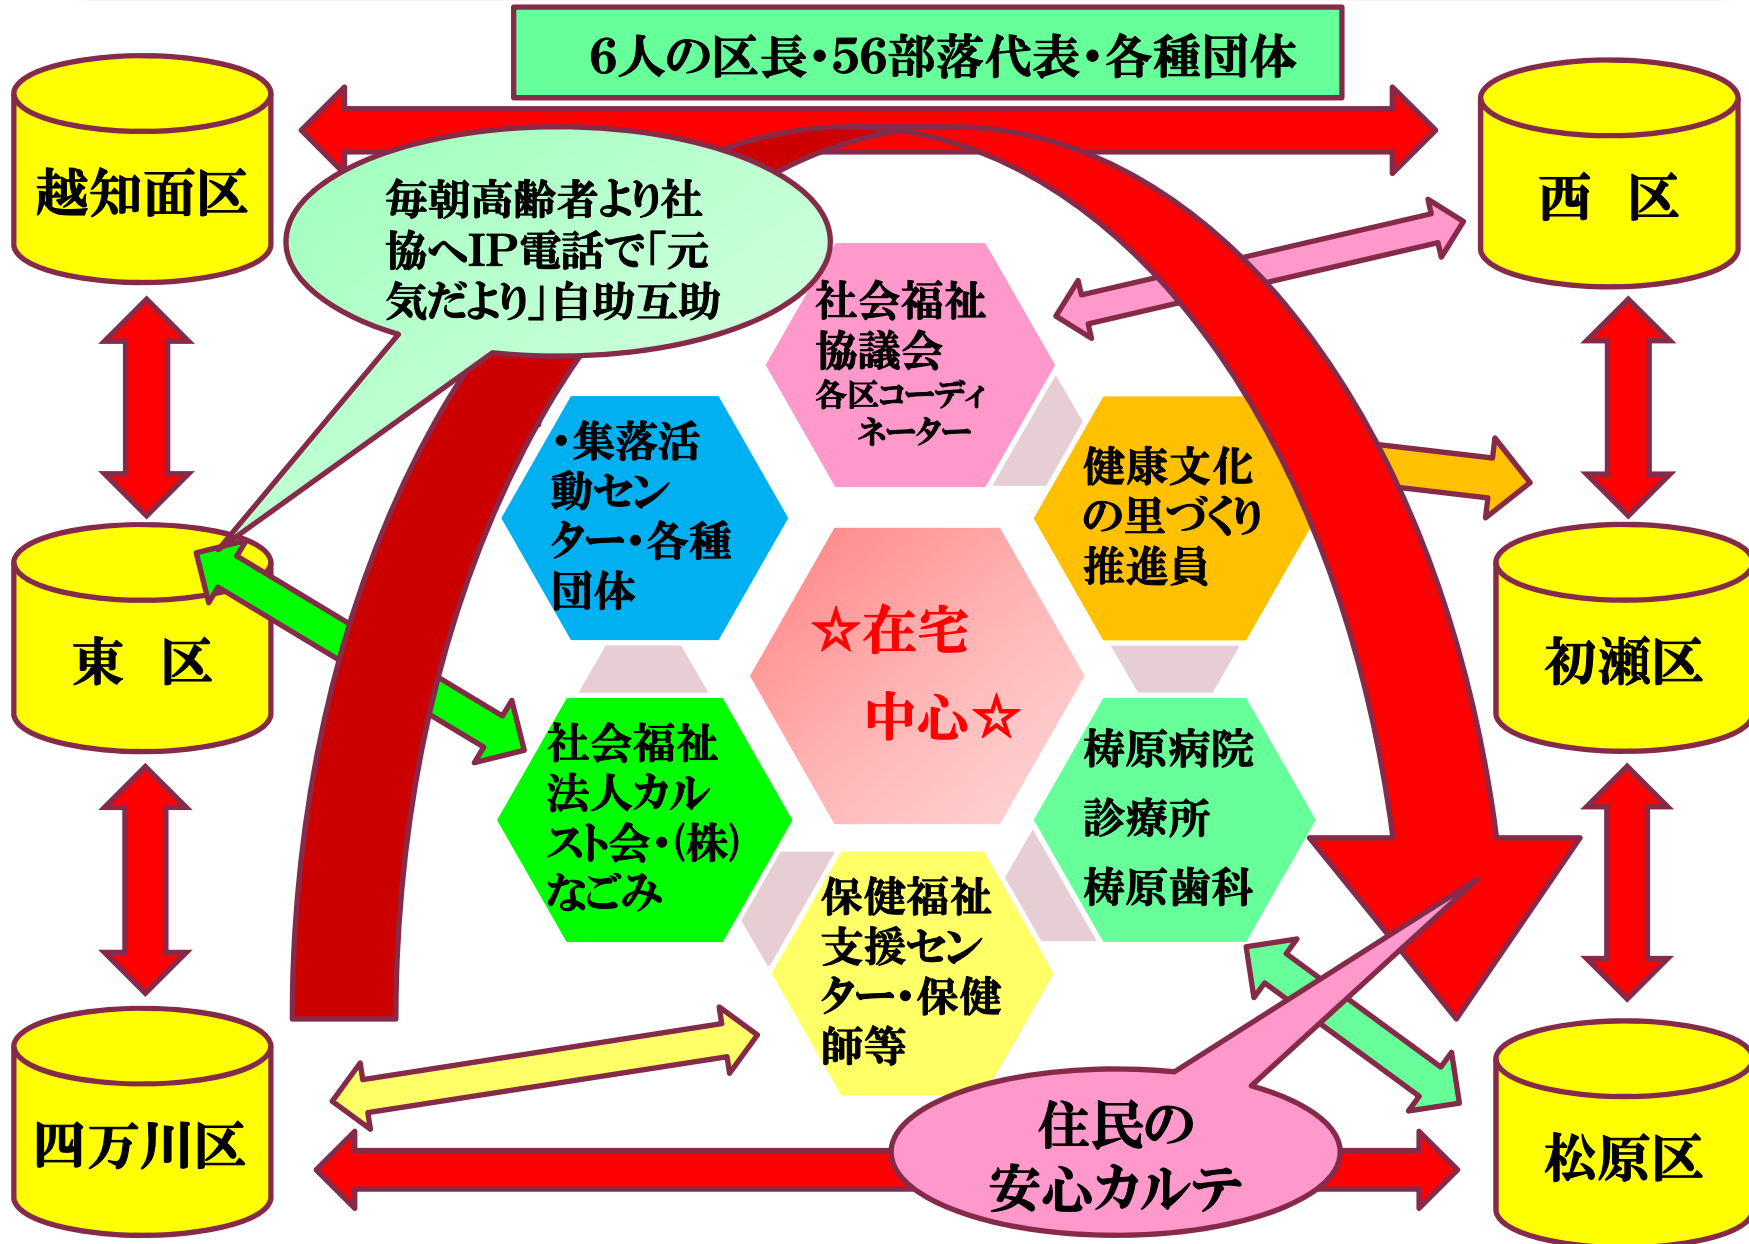 6人の区長・56部落代表・各種団体
越知面区
西 区
毎朝高齢者より社
協へIP電話で「元
気だより」自助互助
社会福祉
協議会
各区コーディ
ネーター
・集落活
動セン
ター・各種
団体
健康文化
の里づくり
推進員
☆在宅
中心☆
東 区
初瀬区
社会福祉
法人カル
スト会・(株)
なごみ
梼原病院
診療所
梼原歯科
保健福祉
支援セン
ター・保健
師等
四万川区
住民の
安心カルテ
松原区